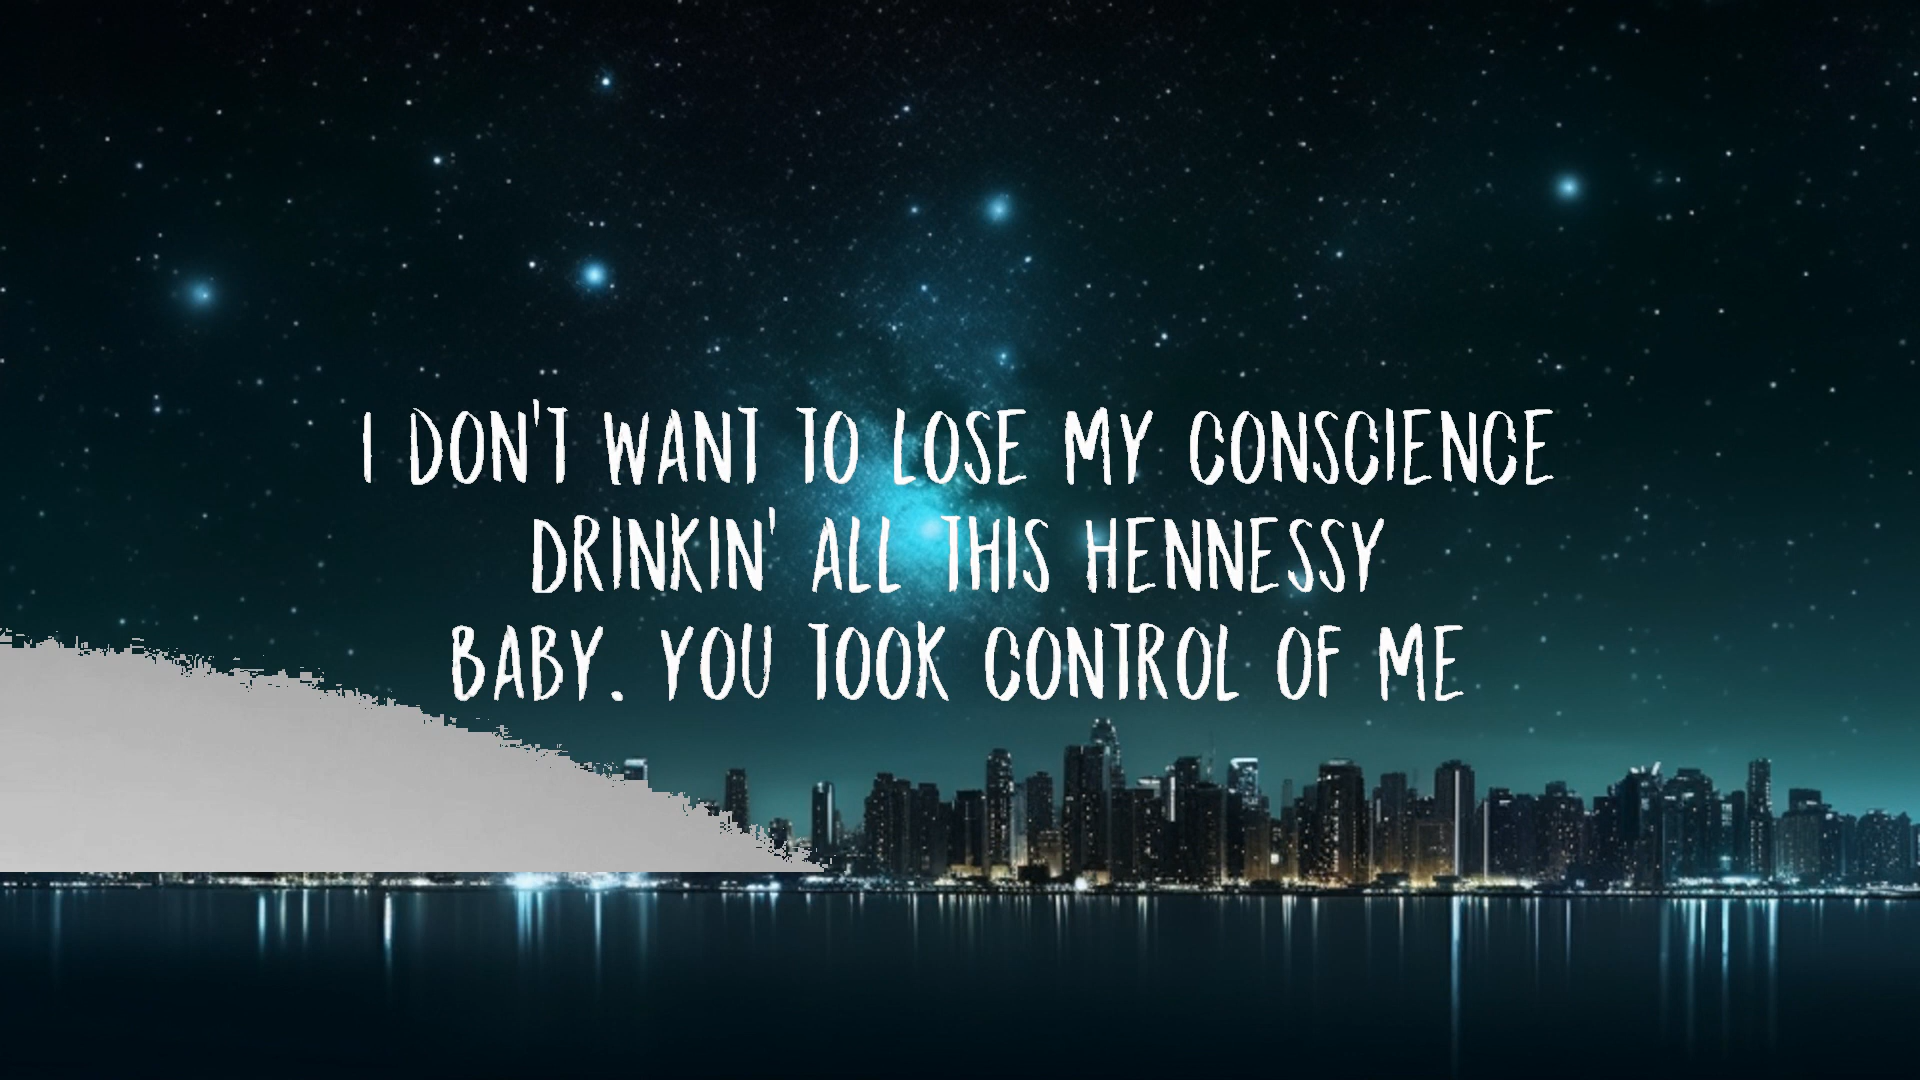 I DON'T WANT TO LOSE MY CONSCIENCE
DRINKIN' ALL THIS HENNESSY
BABY. YOU TOOK CONTROL OF ME